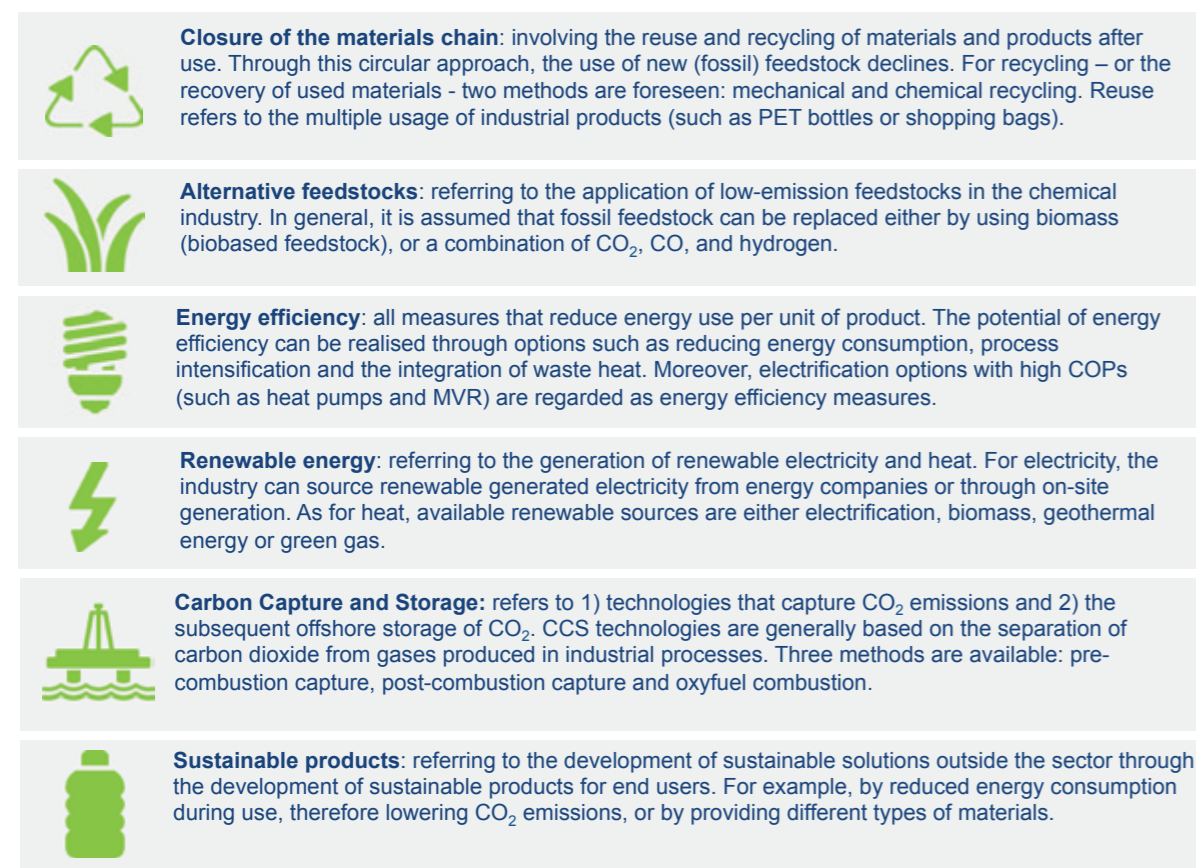 Closure of the materials chain: involving the reuse and recycling of materials and products after
use. Through this circular approach, the use of new (fossil) feedstock declines. For recycling – or the
recovery of used materials - two methods are foreseen: mechanical and chemical recycling. Reuse
refers to the multiple usage of industrial products (such as PET bottles or shopping bags).
Alternative feedstocks: referring to the application of low-emission feedstocks in the chemical
industry. In general, it is assumed that fossil feedstock can be replaced either by using biomass
(biobased feedstock), or a combination of CO₂, CO, and hydrogen.
Energy efficiency: all measures that reduce energy use per unit of product. The potential of energy
efficiency can be realised through options such as reducing energy consumption, process
intensification and the integration of waste heat. Moreover, electrification options with high COPs
(such as heat pumps and MVR) are regarded as energy efficiency measures.
Renewable energy: referring to the generation of renewable electricity and heat. For electricity, the
industry can source renewable generated electricity from energy companies or through on-site
generation. As for heat, available renewable sources are either electrification, biomass, geothermal
energy or green gas.
Carbon Capture and Storage: refers to 1) technologies that capture CO₂ emissions and 2) the
subsequent offshore storage of CO₂. CCS technologies are generally based on the separation of
carbon dioxide from gases produced in industrial processes. Three methods are available: pre-
combustion capture, post-combustion capture and oxyfuel combustion.
Sustainable products: referring to the development of sustainable solutions outside the sector through
the development of sustainable products for end users. For example, by reduced energy consumption
during use, therefore lowering CO₂ emissions, or by providing different types of materials.